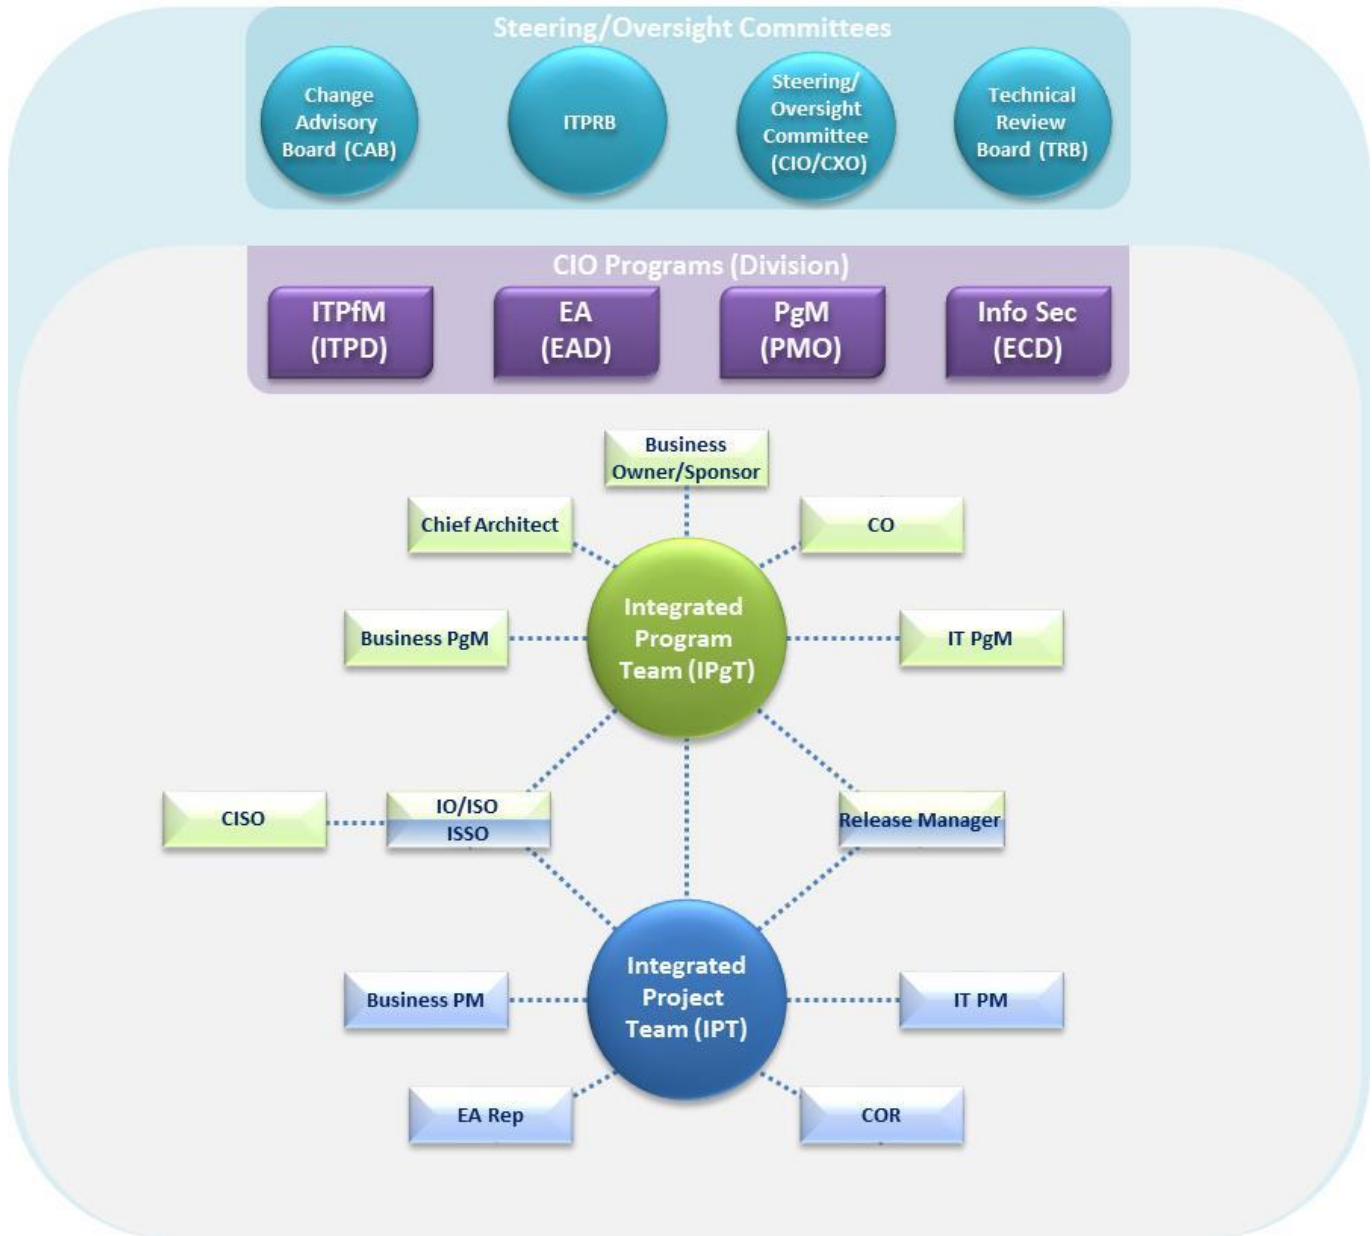 Steering/Oversight Committees
Change
Advisory
Board (CAB)
ITPRB
Steering/
Oversight
Committee
(CIO/CXO)
Technical
Review
Board (TRB)
CIO Programs (Division)
ITPfM
(ITPD)
EA
(EAD)
PgM
(PMO)
Info Sec
(ECD)
Business
Owner/Sponsor
Chief Architect
CO
Integrated
Program
Team (IPgT)
Business PgM
IT PgM
CISO
IO/ISO
ISSO
Release Manager
Integrated
Project
Team (IPT)
Business PM
IT PM
EA Rep
COR